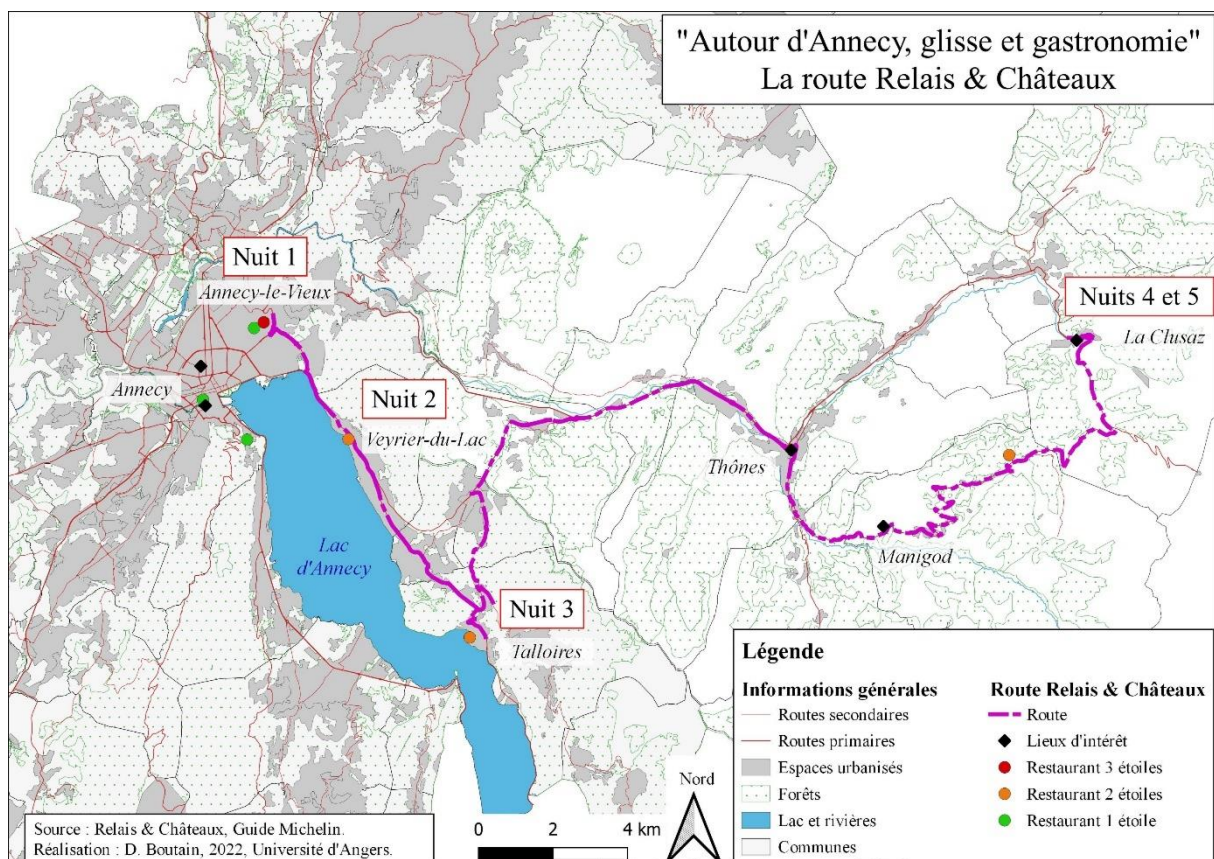 "Autour d'Annecy, glisse et gastronomie"
La route Relais & Châteaux
Nuit 1
Annecy-le-Vieux
Annecy
Nuit 2
Veyrier-du-Lac
Lac
d'Annecy
Nuit 3
Talloires
Thônes
Manigod
Nuits 4 et 5
La Clusaz
Légende
Informations générales
Routes secondaires
Routes primaires
Espaces urbanisés
Forêts
Lac et rivières
Communes
Route Relais & Châteaux
Route
Lieux d'intérêt
Restaurant 3 étoiles
Restaurant 2 étoiles
Restaurant 1 étoile
Nord
0 2 4 km
Source : Relais & Châteaux, Guide Michelin.
Réalisation : D. Boutain, 2022, Université d'Angers.